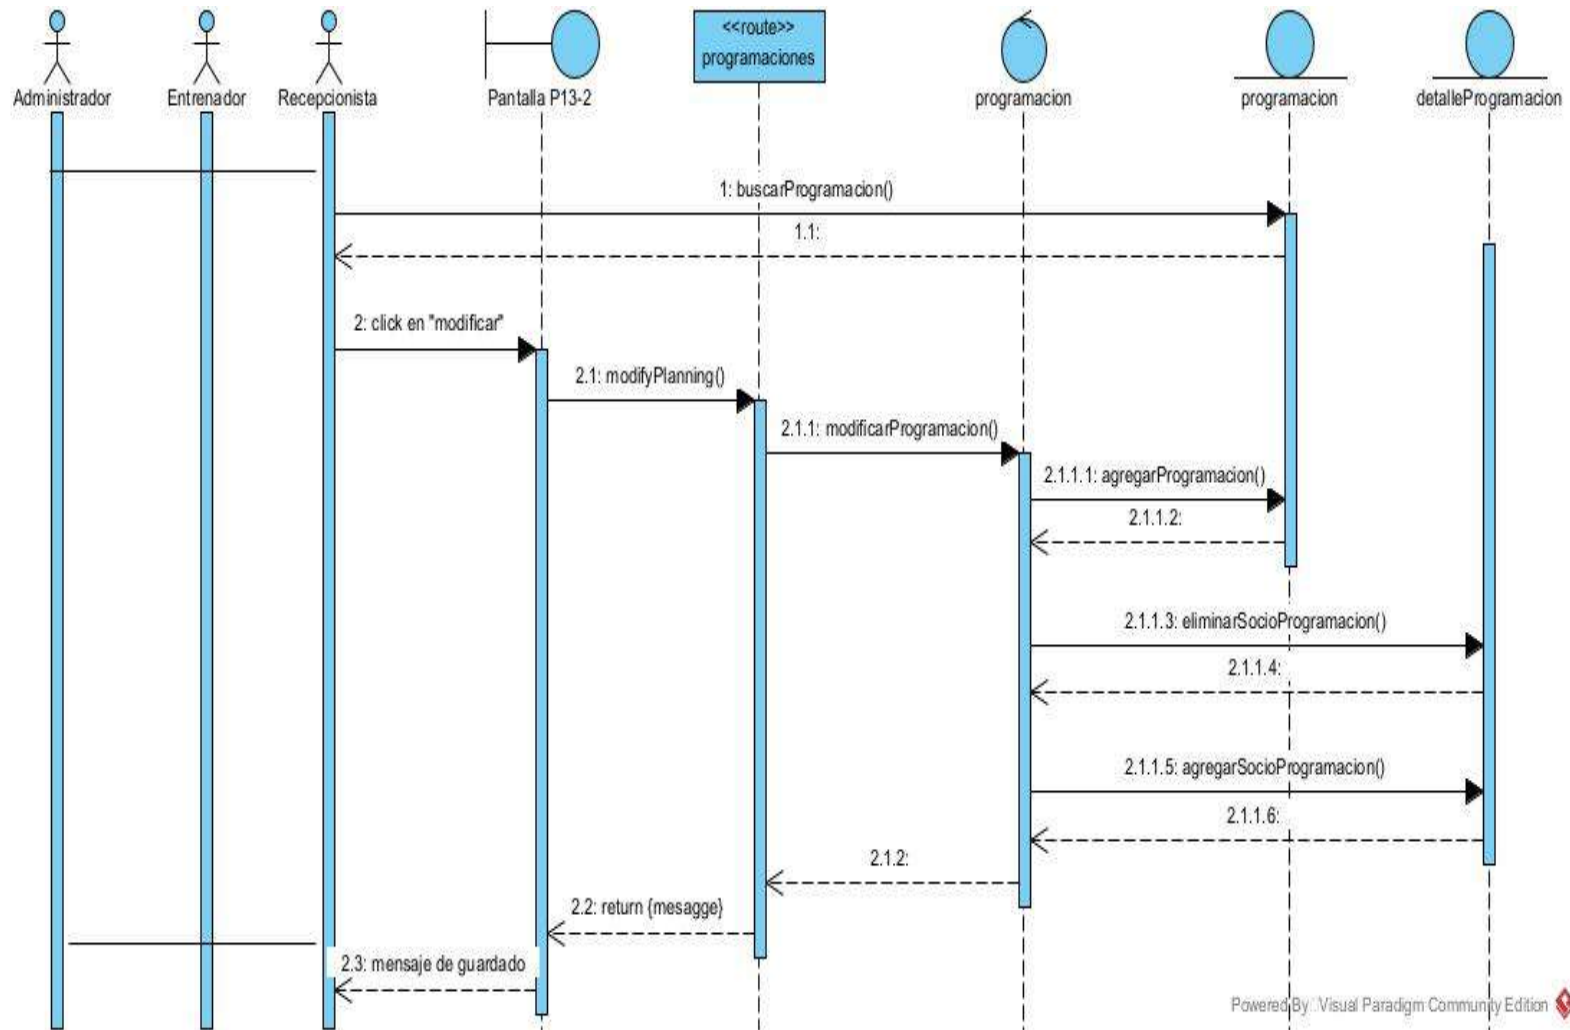 <<route>>
programaciones
Administrador
Entrenador
Recepcionista
Pantalla P13-2
programacion
programacion
detalleProgramacion
1: buscarProgramacion()
1.1:
2: click en "modificar"
2.1: modifyPlanning()
2.1.1: modificarProgramacion()
2.1.1.1: agregarProgramacion()
2.1.1.2:
2.1.1.3: eliminarSocioProgramacion()
2.1.1.4:
2.1.1.5: agregarSocioProgramacion()
2.1.1.6:
2.1.2:
2.2: return {mesagge}
2.3: mensaje de guardado
Powered By Visual Paradigm Community Edition